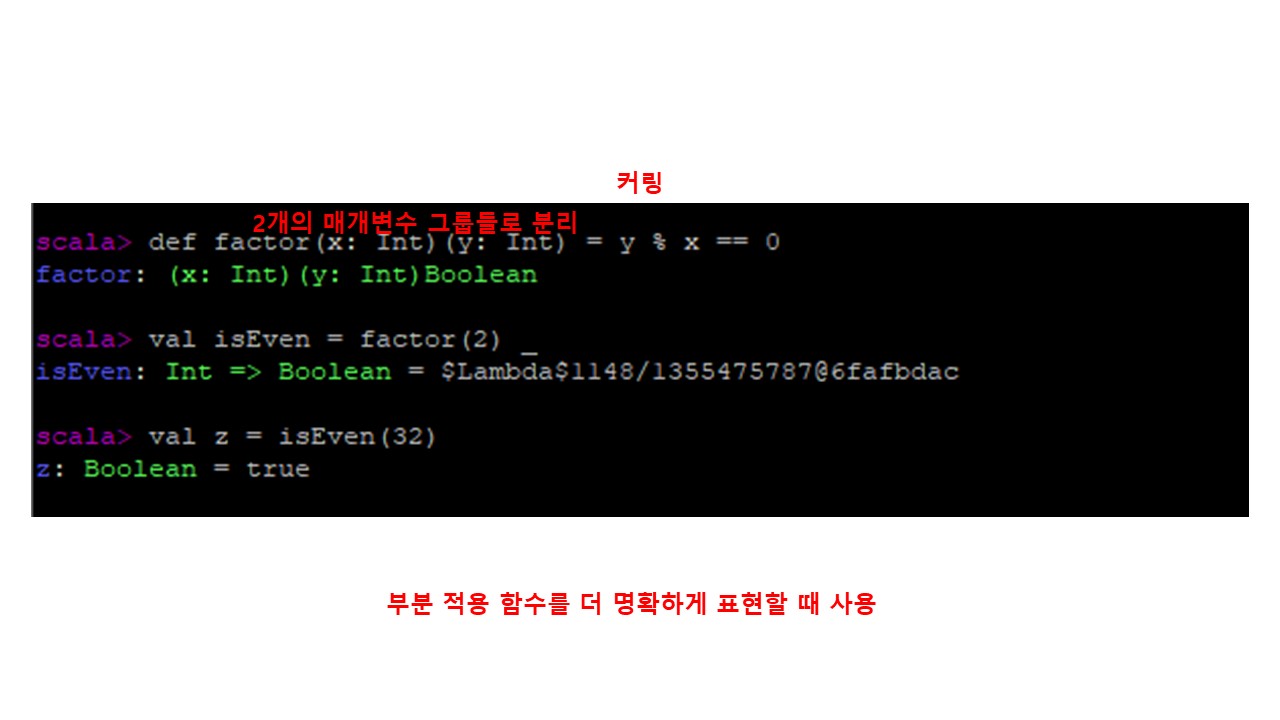 커링
2개의 매개변수 그룹들로 분리
scala> def factor(x: Int)(y: Int) = y % x == 0
factor: (x: Int)(y: Int)Boolean
scala> val isEven = factor(2) _
isEven: Int => Boolean = $Lambda$1148/1355475787@6fafbdac
scala> val z = isEven(32)
z: Boolean = true
부분 적용 함수를 더 명확하게 표현할 때 사용